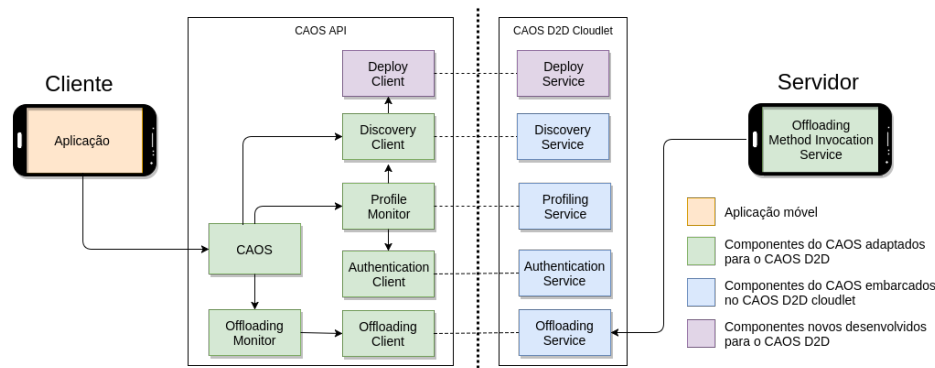 CAOS API
CAOS D2D Cloudlet
Cliente
Servidor
Aplicação
Deploy
Client
Deploy
Service
Discovery
Client
Discovery
Service
Offloading
Method Invocation
Service
Profile
Monitor
Profiling
Service
CAOS
Authentication
Client
Authentication
Service
Offloading
Monitor
Offloading
Client
Offloading
Service
Aplicação móvel
Componentes do CAOS adaptados
para o CAOS D2D
Componentes do CAOS embarcados
no CAOS D2D cloudlet
Componentes novos desenvolvidos
para o CAOS D2D